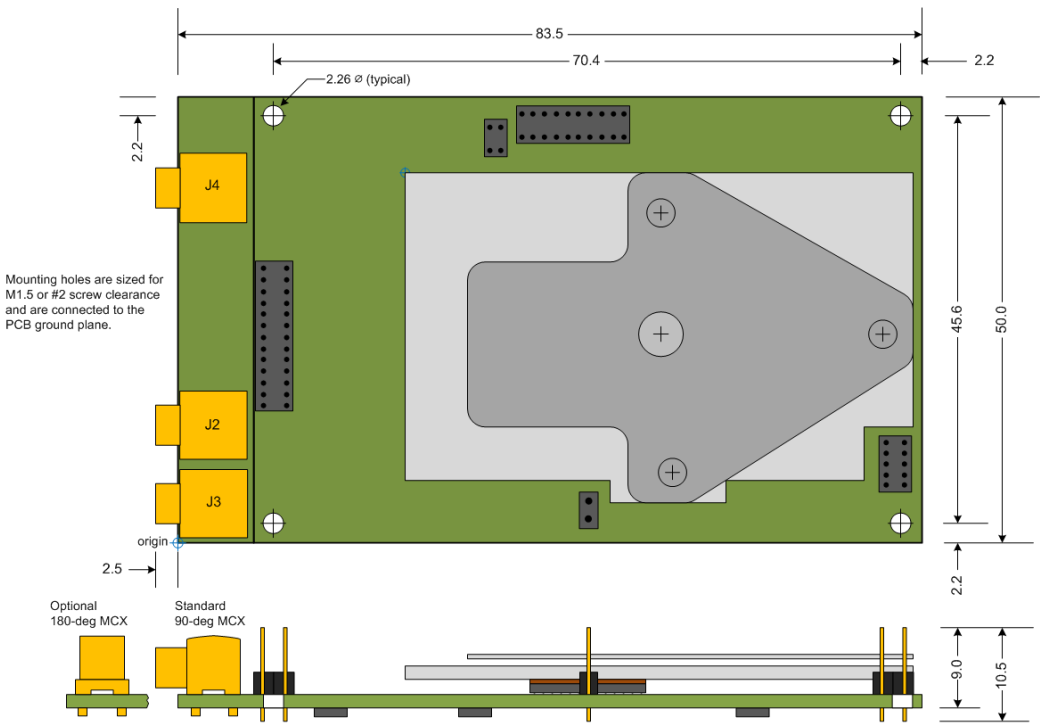 83.5
70.4
2.2
2.26 ⌀ (typical)
2.2
J4
Mounting holes are sized for
M1.5 or #2 screw clearance
and are connected to the
PCB ground plane.
45.6
50.0
J2
J3
origin
2.5
2.2
Optional
180-deg MCX
Standard
90-deg MCX
9.0
10.5